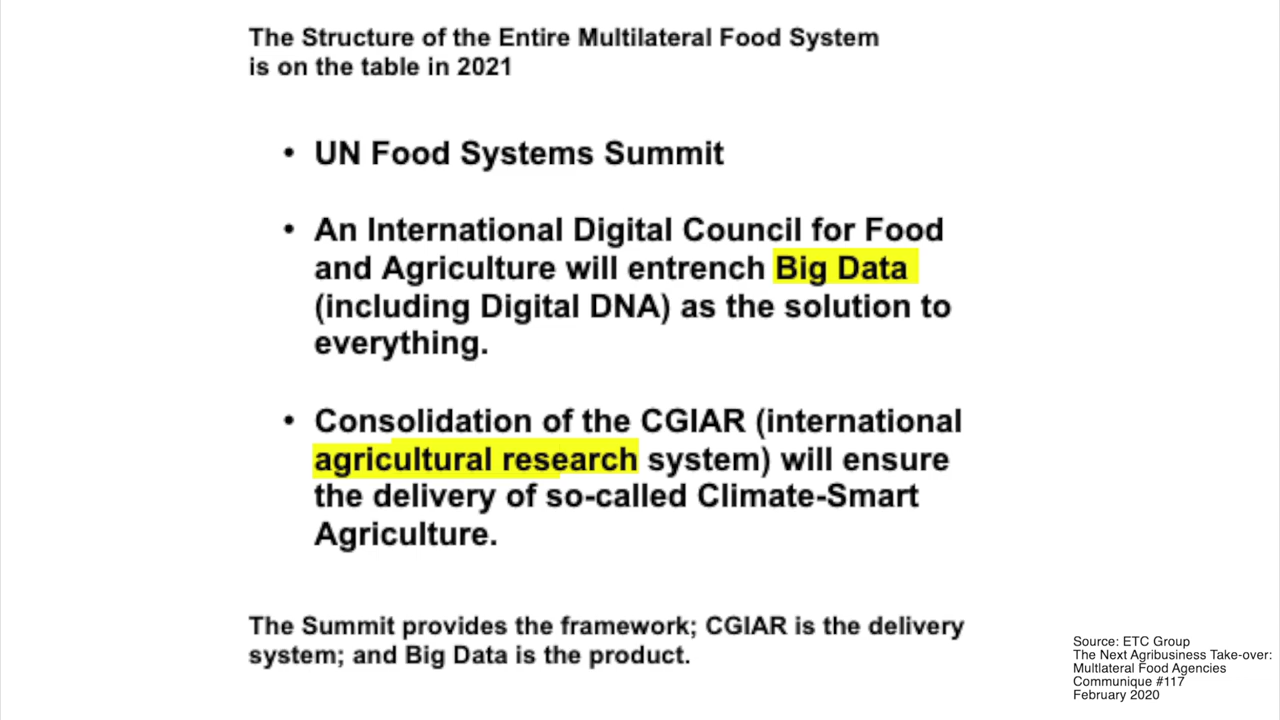 The Structure of the Entire Multilateral Food System
is on the table in 2021
• UN Food Systems Summit
• An International Digital Council for Food
and Agriculture will entrench Big Data
(including Digital DNA) as the solution to
everything.
• Consolidation of the CGIAR (international
agricultural research system) will ensure
the delivery of so-called Climate-Smart
Agriculture.
The Summit provides the framework; CGIAR is the delivery
system; and Big Data is the product.
Source: ETC Group
The Next Agribusiness Take-over:
Multlateral Food Agencies
Communique #117
February 2020